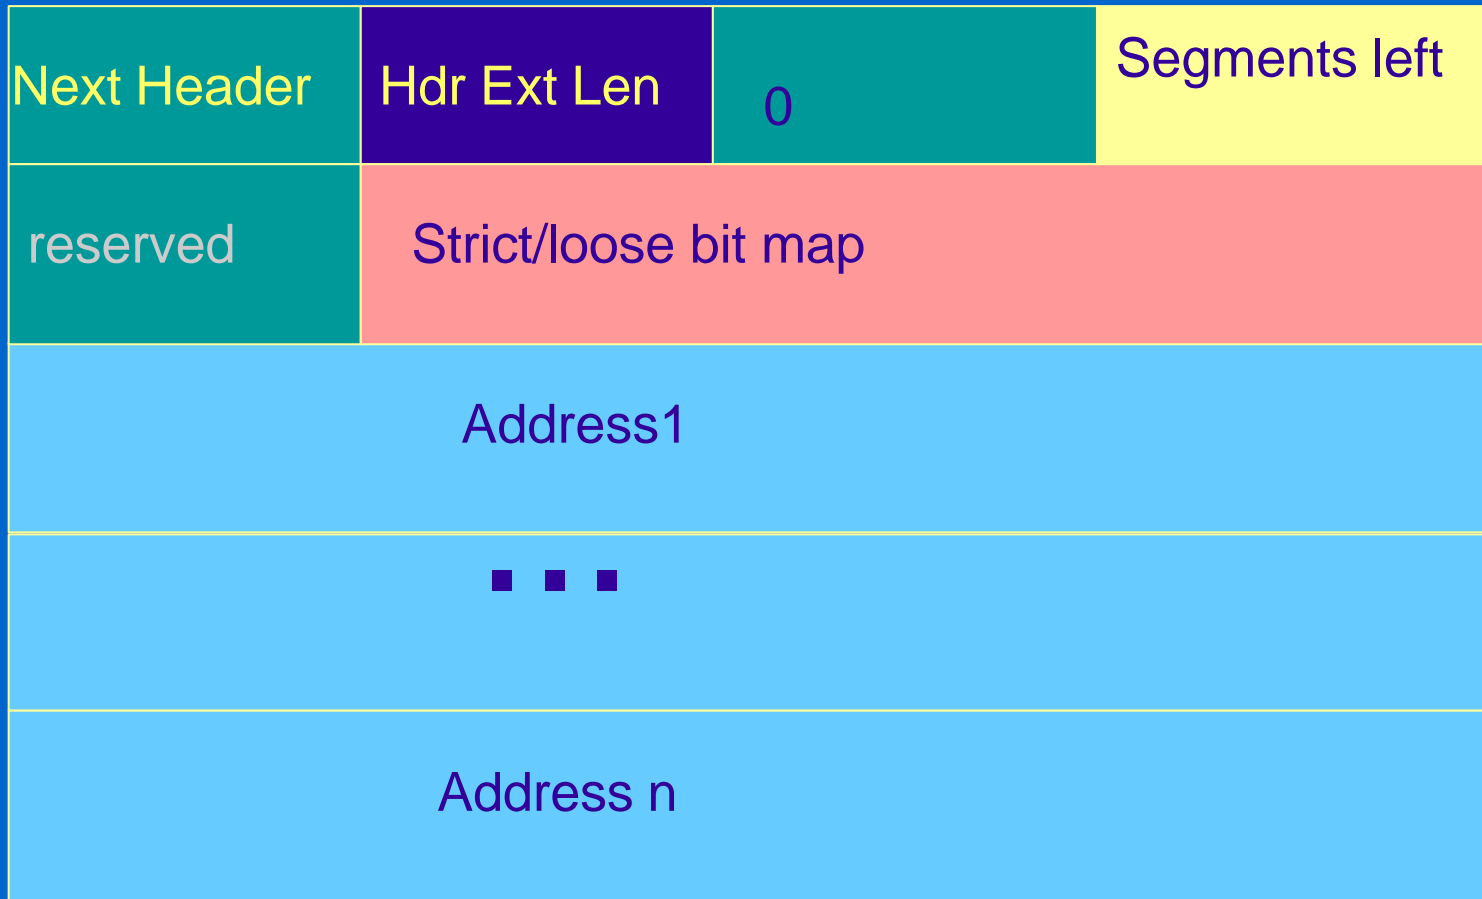 Next Header
Hdr Ext Len
0
Segments left
reserved
Strict/loose bit map
Address1
...
Address n